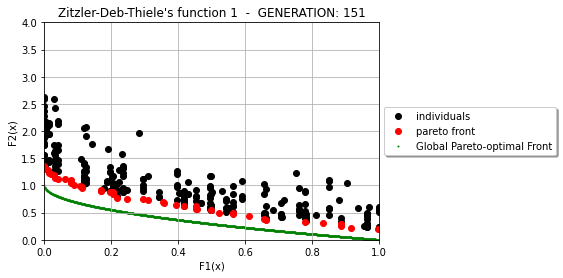 Zitzler-Deb-Thiele's function 1 - GENERATION: 151
4.0
3.5
3.0
2.5
2.0
1.5
1.0
0.5
0.0
F2(x)
0.0 0.2 0.4 0.6 0.8 1.0
F1(x)
individuals
pareto front
Global Pareto-optimal Front